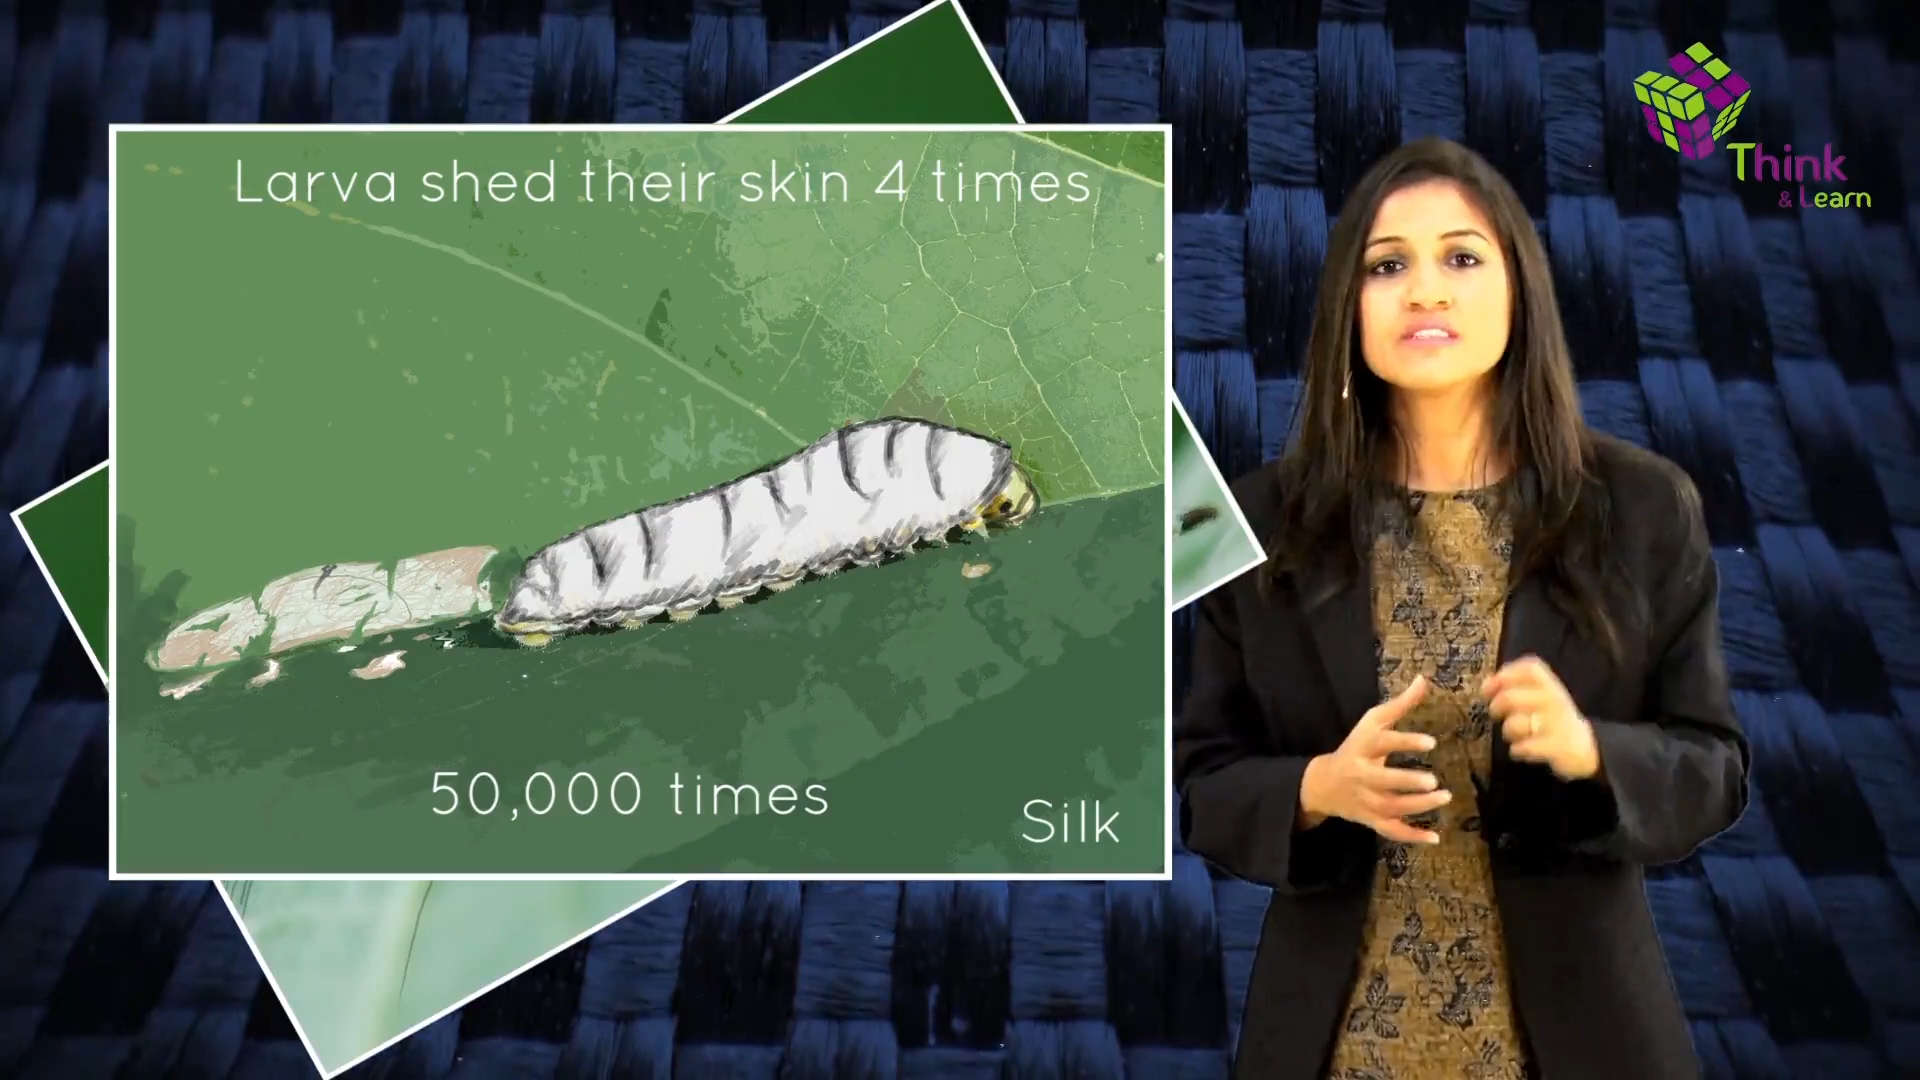 Larva shed their skin 4 times
50,000 times
Silk
Think
& Learn